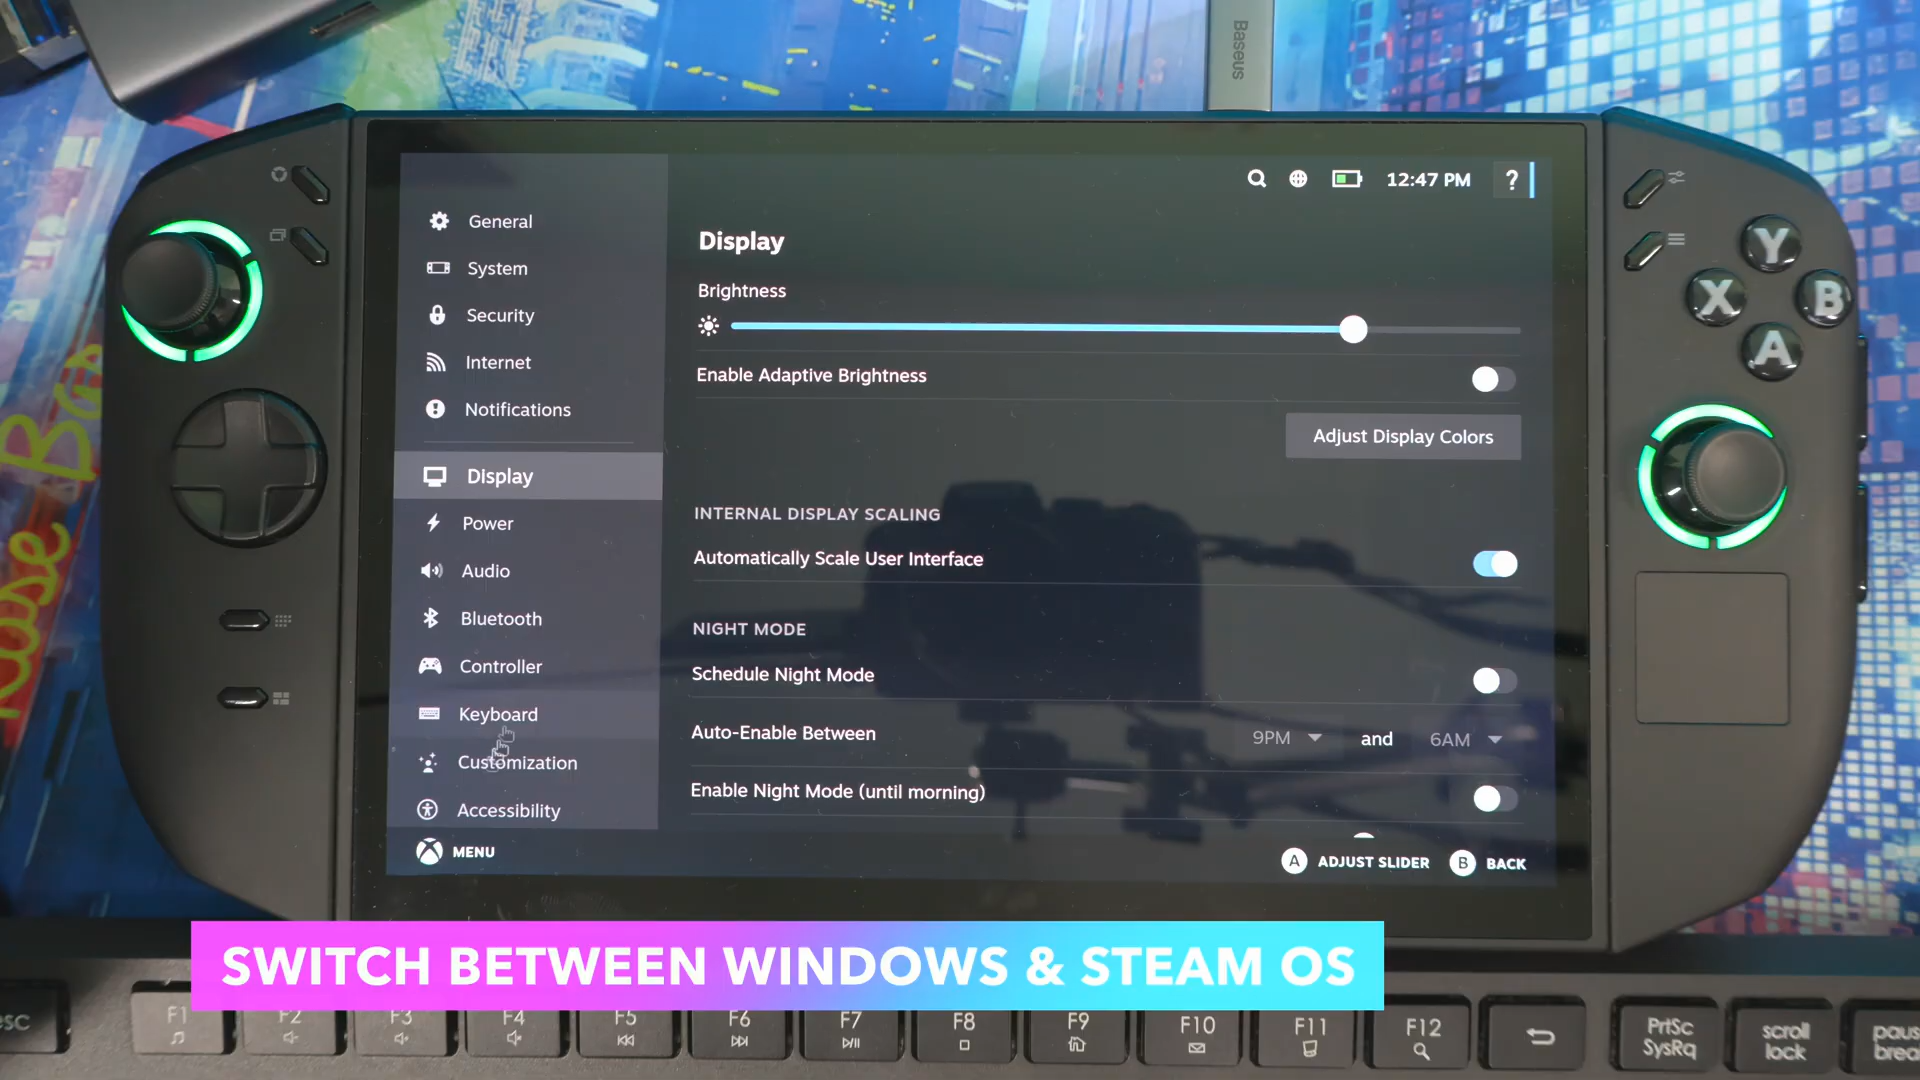 Baseus
12:47 PM
?
General
System
Security
Internet
Notifications
Display
Power
Audio
Bluetooth
Controller
Keyboard
Customization
Accessibility
MENU
Display
Brightness
Enable Adaptive Brightness
Adjust Display Colors
INTERNAL DISPLAY SCALING
Automatically Scale User Interface
NIGHT MODE
Schedule Night Mode
Auto-Enable Between
9PM and 6AM
Enable Night Mode (until morning)
A ADJUST SLIDER B BACK
Y
X B
A
SWITCH BETWEEN WINDOWS & STEAM OS
F1 F2 F3 F4 F5 F6 F7 F8 F9 F10 F11 F12
PrtSc
SysRq
scroll
lock